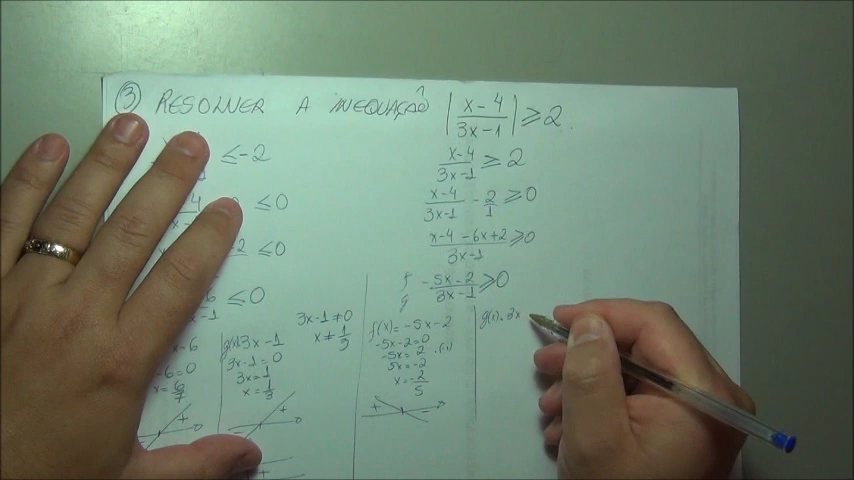 3 RESOLVER A INEQUAÇÃO |x-4/3x-1| ≥ 2.
≤ -2
≤ 0
2 ≤ 0
≤ 0
x-6
-6=0
x=6/7
+
g(x)=3x-1
3x-1=0
3x=1
x=1/3
+
+
3x-1≠0
x≠1/3
x-4/3x-1 ≥ 2
x-4/3x-1 - 2/1 ≥ 0
x-4-6x+2/3x-1 ≥ 0
f
g
-5x-2/3x-1 ≥ 0
f(x)=-5x-2
-5x-2=0
-5x=2 .(-1)
5x=-2
x=-2/5
+ -
g(x)=3x